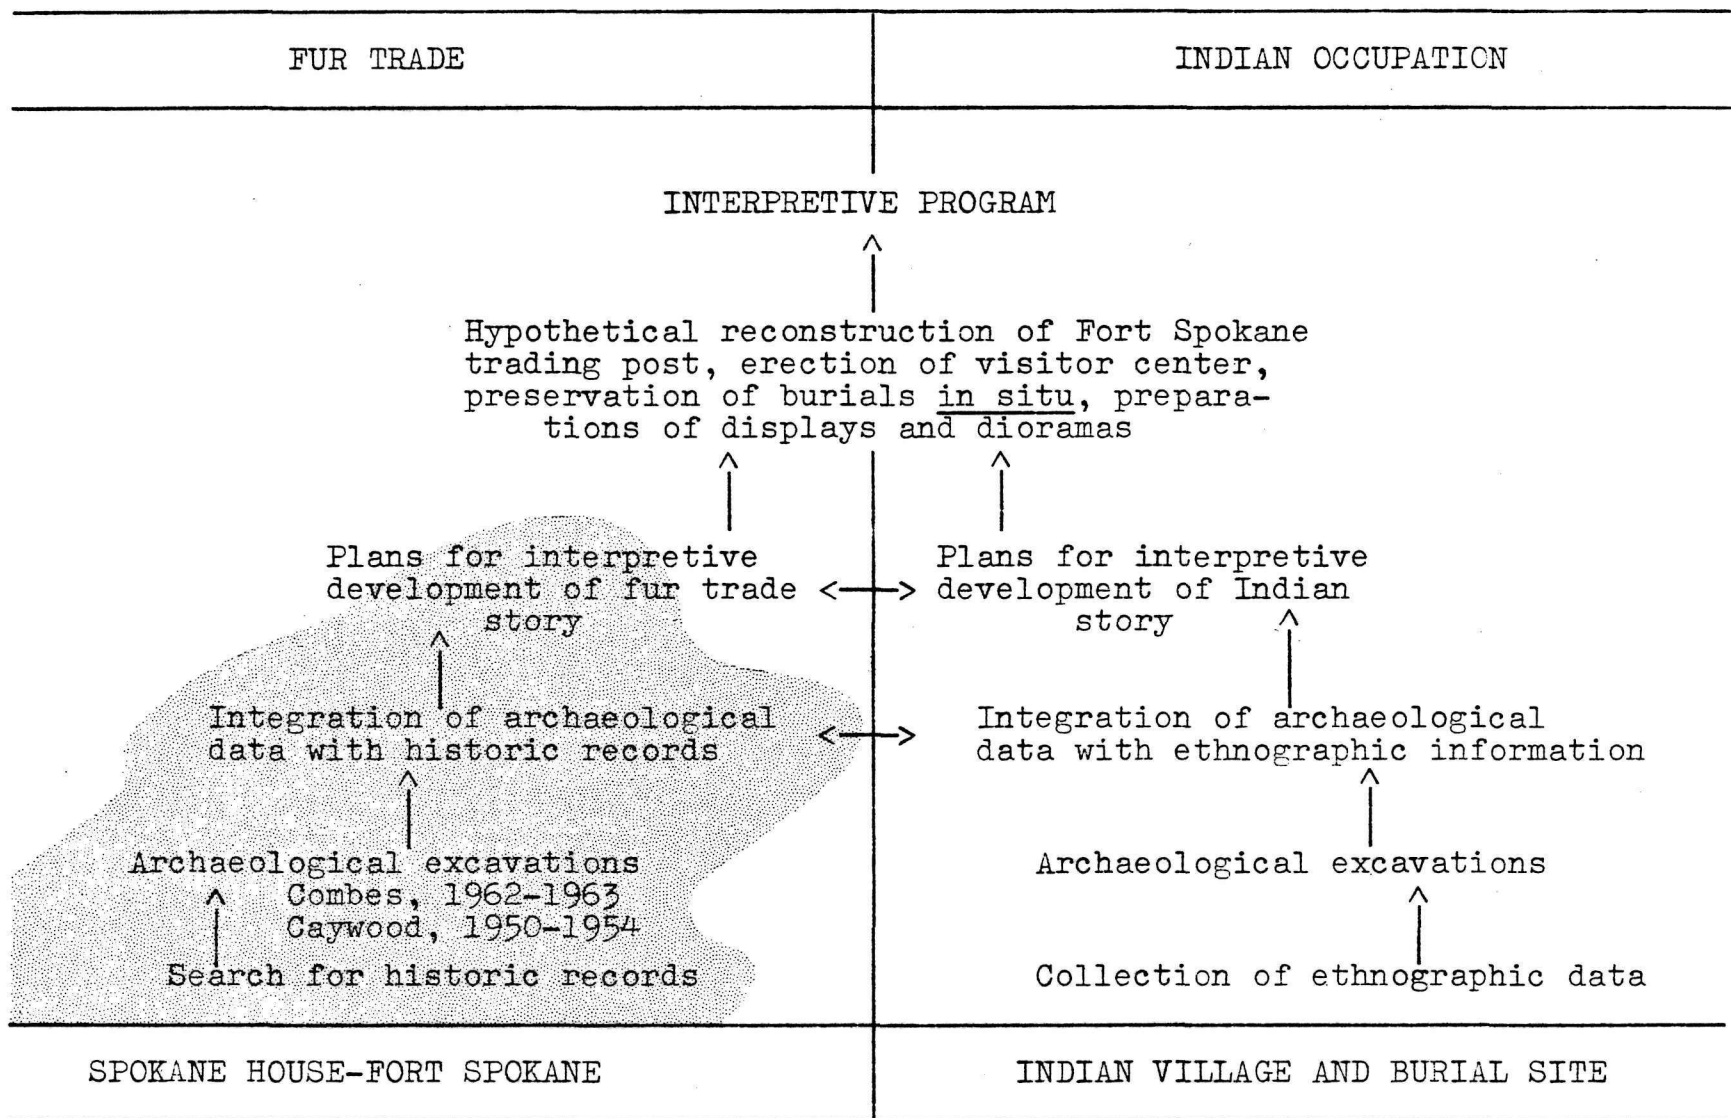 FUR TRADE
INDIAN OCCUPATION
INTERPRETIVE PROGRAM
Hypothetical reconstruction of Fort Spokane
trading post, erection of visitor center,
preservation of burials in situ, prepara-
tions of displays and dioramas
Plans for interpretive
development of fur trade
story
Plans for interpretive
development of Indian
story
Integration of archaeological
data with historic records
Integration of archaeological
data with ethnographic information
Archaeological excavations
Combes, 1962-1963
Caywood, 1950-1954
Search for historic records
Archaeological excavations
Collection of ethnographic data
SPOKANE HOUSE-FORT SPOKANE
INDIAN VILLAGE AND BURIAL SITE